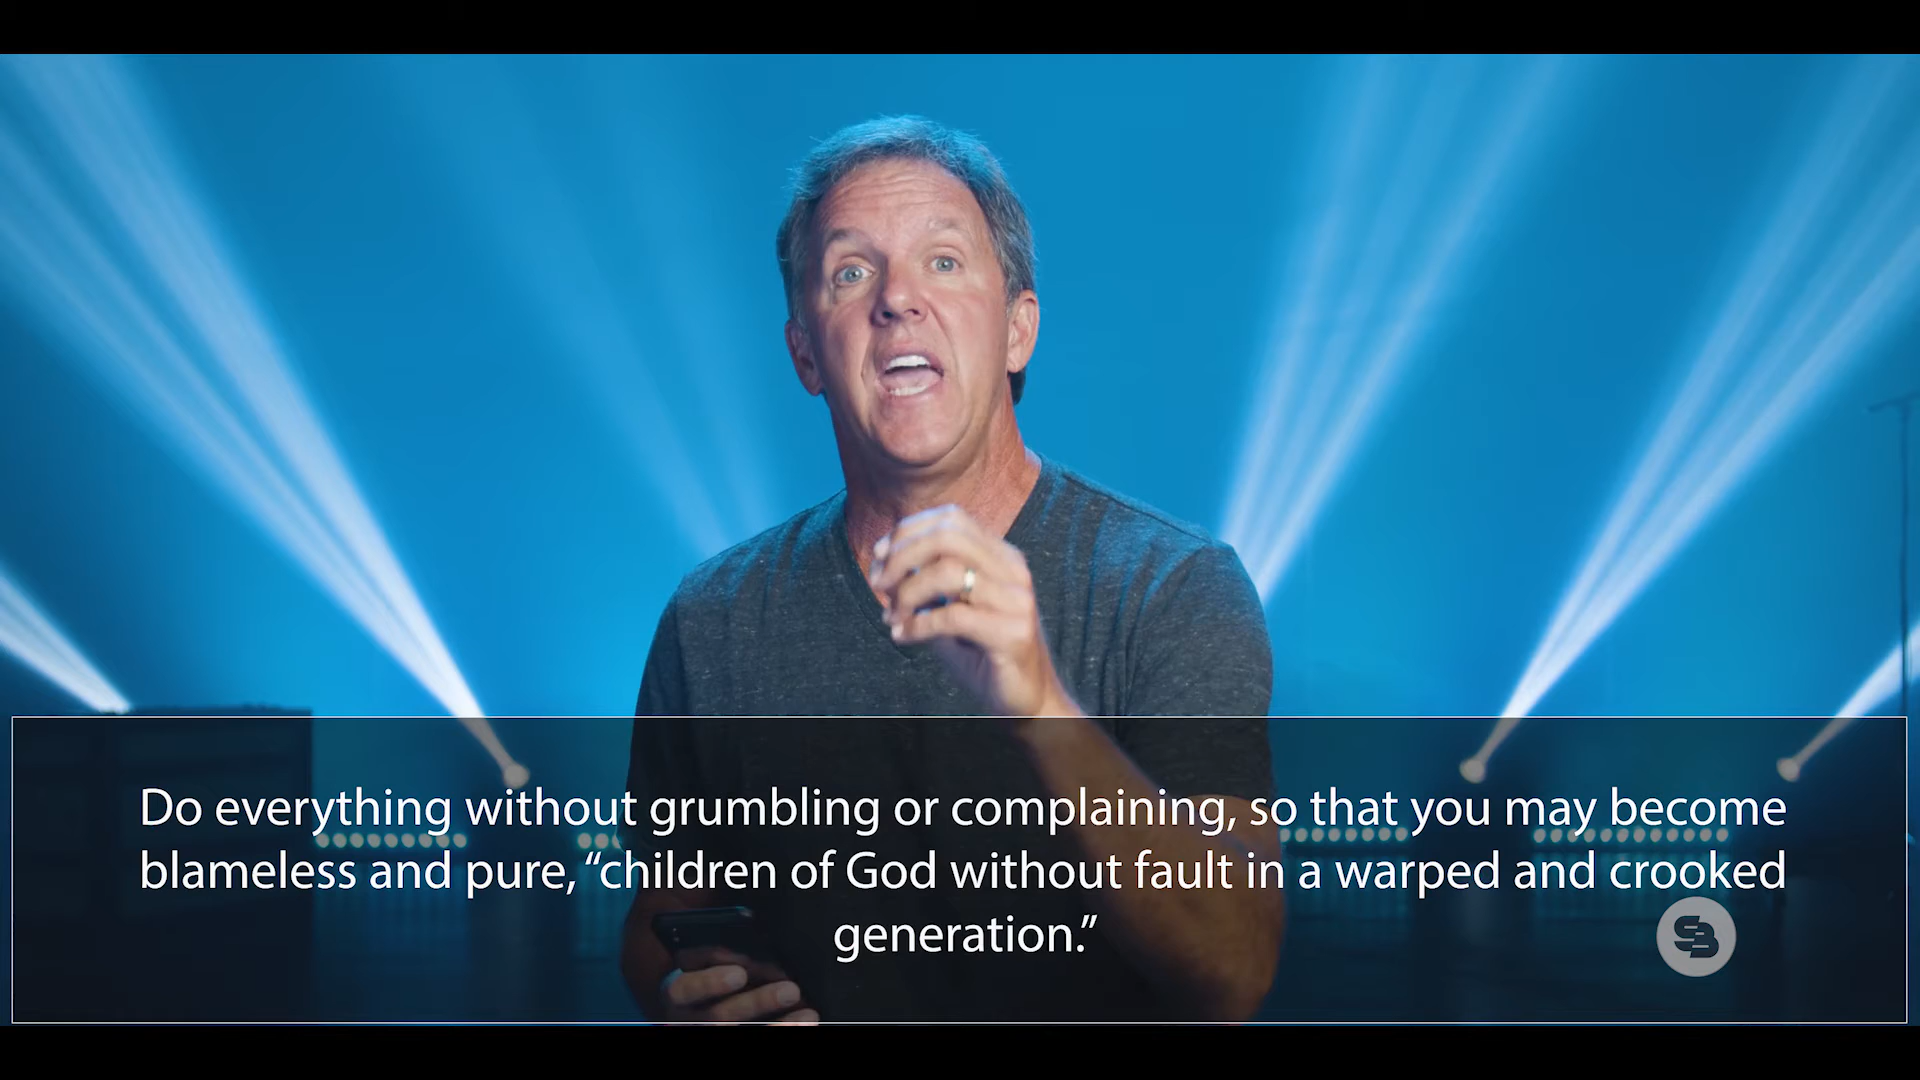 Do everything without grumbling or complaining, so that you may become
blameless and pure, “children of God without fault in a warped and crooked
generation.”
SB